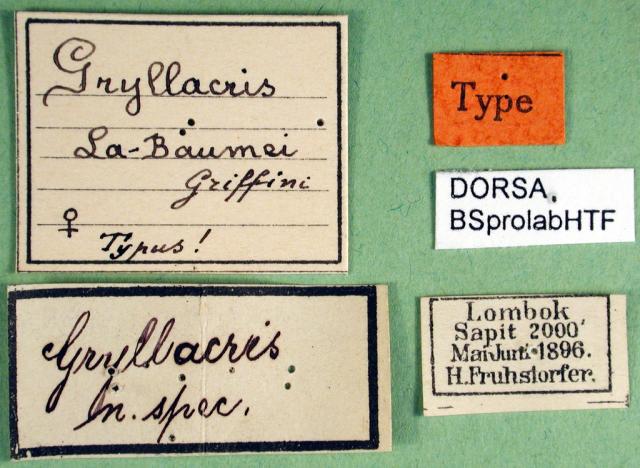 Gryllacris
La-Baumei
Griffini
♀ Typus!
Type
DORSA,
BSprolabHTF
Gryllacris
n. spec.
Lombok
Sapit 2000'
Mai-Juni 1896.
H. Fruhstorfer.